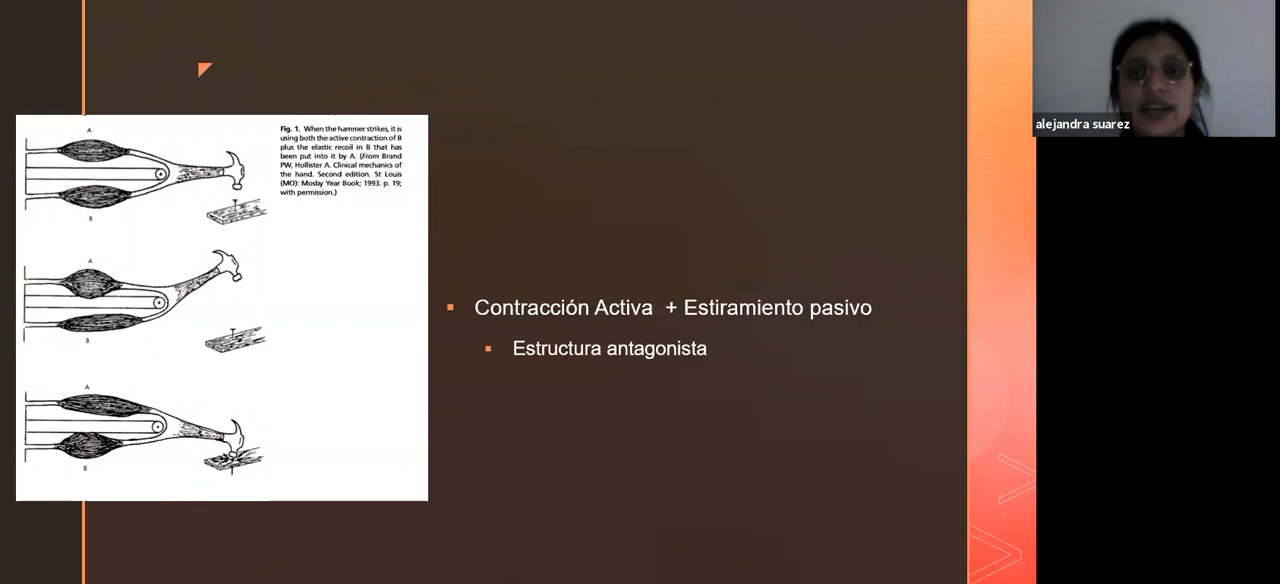 A
B
A
B
A
B
Fig. 1. When the hammer strikes, it is
using both the active contraction of B
plus the elastic recoil in B that has
been put into it by A. (From Brand
PW, Hollister A. Clinical mechanics of
the hand. Second edition. St Louis
(MO): Mosby Year Book; 1993. p. 19;
with permission.)
Contracción Activa + Estiramiento pasivo
Estructura antagonista
alejandra suarez